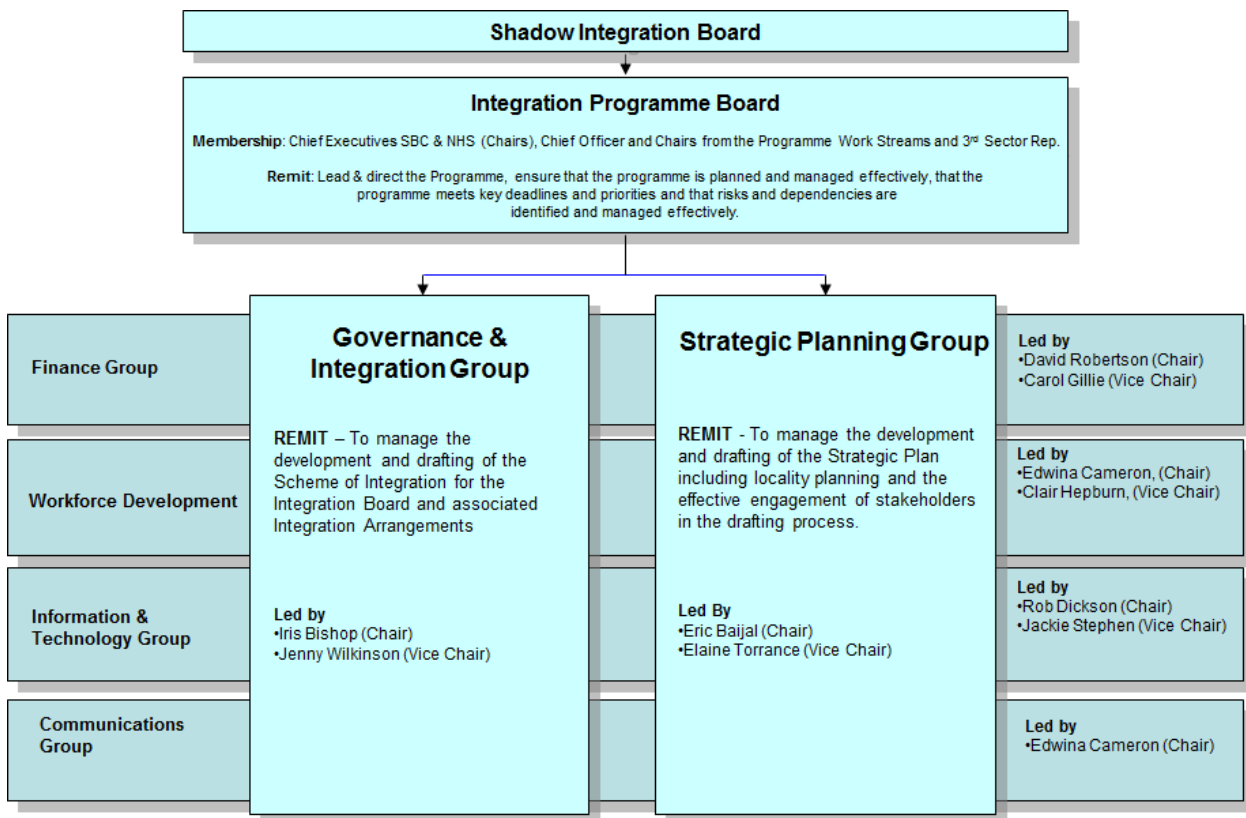 Shadow Integration Board
Integration Programme Board
Membership: Chief Executives SBC & NHS (Chairs), Chief Officer and Chairs from the Programme Work Streams and 3rd Sector Rep.
Remit: Lead & direct the Programme, ensure that the programme is planned and managed effectively, that the
programme meets key deadlines and priorities and that risks and dependencies are
identified and managed effectively.
Governance &
Integration Group
REMIT – To manage the
development and drafting of the
Scheme of Integration for the
Integration Board and associated
Integration Arrangements
Led by
•Iris Bishop (Chair)
•Jenny Wilkinson (Vice Chair)
Strategic Planning Group
REMIT - To manage the development
and drafting of the Strategic Plan
including locality planning and the
effective engagement of stakeholders
in the drafting process.
Led By
•Eric Baijal (Chair)
•Elaine Torrance (Vice Chair)
Finance Group
Led by
•David Robertson (Chair)
•Carol Gillie (Vice Chair)
Workforce Development
Led by
•Edwina Cameron, (Chair)
•Clair Hepburn, (Vice Chair)
Information &
Technology Group
Led by
•Rob Dickson (Chair)
•Jackie Stephen (Vice Chair)
Communications
Group
Led by
•Edwina Cameron (Chair)